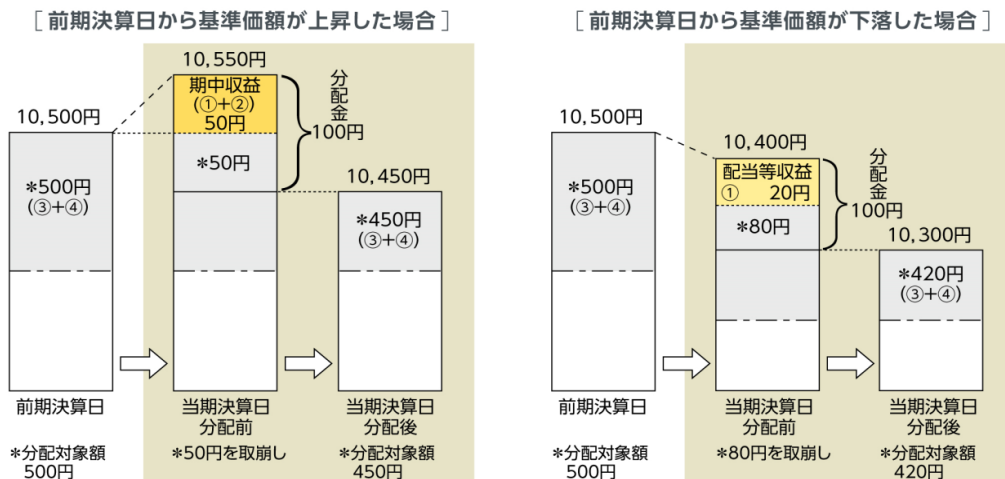 [前期決算日から基準価額が上昇した場合]
10,550円
期中収益
(①+②)
50円
分配金
100円
10,500円
*50円
10,450円
*500円
(③+④)
*450円
(③+④)
前期決算日
当期決算日
分配前
当期決算日
分配後
*分配対象額
500円
*50円を取崩し
*分配対象額
450円
[前期決算日から基準価額が下落した場合]
10,500円
10,400円
配当等収益
① 20円
分配金
100円
*500円
(③+④)
*80円
10,300円
*420円
(③+④)
前期決算日
当期決算日
分配前
当期決算日
分配後
*分配対象額
500円
*80円を取崩し
*分配対象額
420円